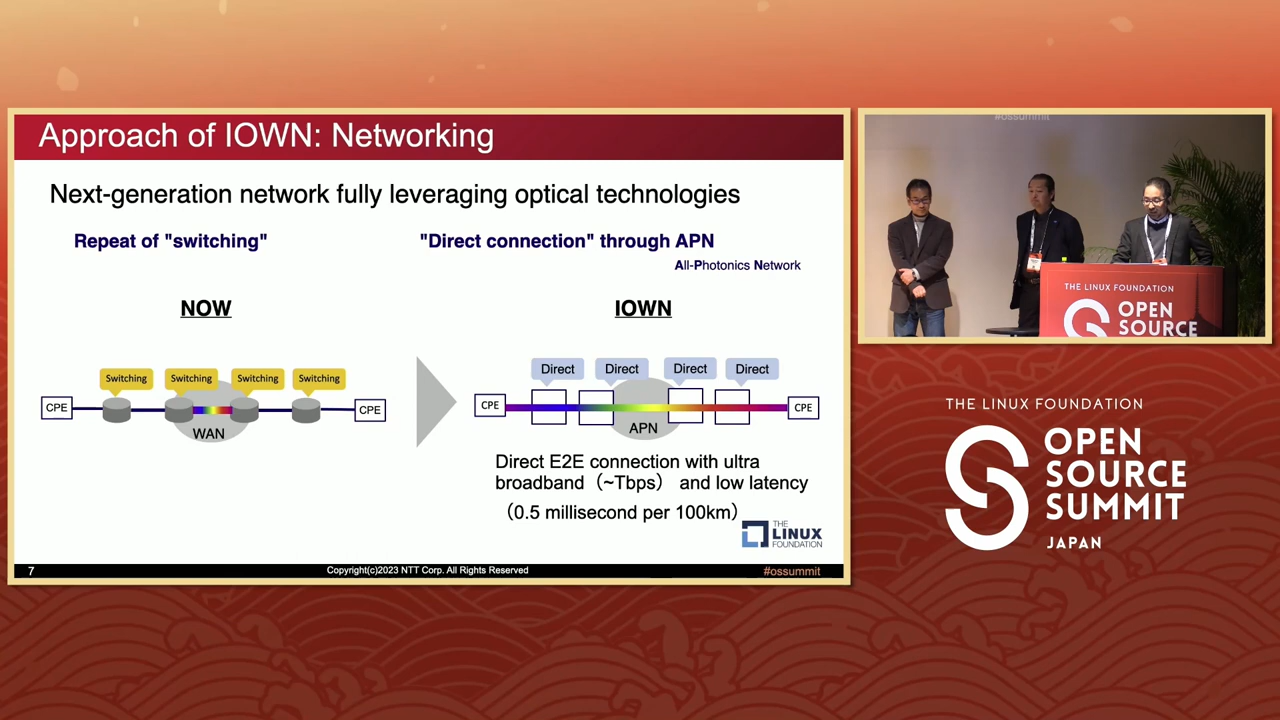 Approach of IOWN: Networking
Next-generation network fully leveraging optical technologies
Repeat of "switching"
"Direct connection" through APN
All-Photonics Network
NOW
IOWN
Switching
Switching
Switching
Switching
CPE
CPE
WAN
Direct
Direct
Direct
Direct
CPE
CPE
APN
Direct E2E connection with ultra
broadband（~Tbps） and low latency
（0.5 millisecond per 100km）
THE
LINUX
FOUNDATION
7
Copyright(c)2023 NTT Corp. All Rights Reserved
#ossummit
#ossummit
THE LINUX FOUNDATION
OPEN
SOURCE
THE LINUX FOUNDATION
OPEN
SOURCE
SUMMIT
JAPAN